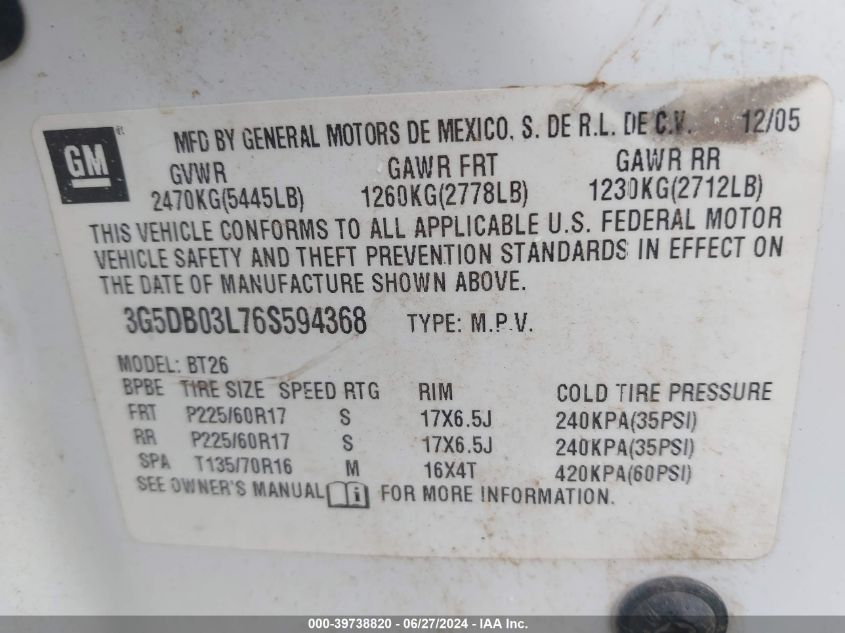 GM
MFD BY GENERAL MOTORS DE MEXICO, S. DE R.L. DE C.V. 12/05
GVWR GAWR FRT GAWR RR
2470KG(5445LB) 1260KG(2778LB) 1230KG(2712LB)
THIS VEHICLE CONFORMS TO ALL APPLICABLE U.S. FEDERAL MOTOR
VEHICLE SAFETY AND THEFT PREVENTION STANDARDS IN EFFECT ON
THE DATE OF MANUFACTURE SHOWN ABOVE.
3G5DB03L76S594368 TYPE: M.P.V.
MODEL: BT26
BPBE TIRE SIZE SPEED RTG RIM COLD TIRE PRESSURE
FRT P225/60R17 S 17X6.5J 240KPA(35PSI)
RR P225/60R17 S 17X6.5J 240KPA(35PSI)
SPA T135/70R16 M 16X4T 420KPA(60PSI)
SEE OWNER'S MANUAL FOR MORE INFORMATION.
000-39738820 - 06/27/2024 - IAA Inc.